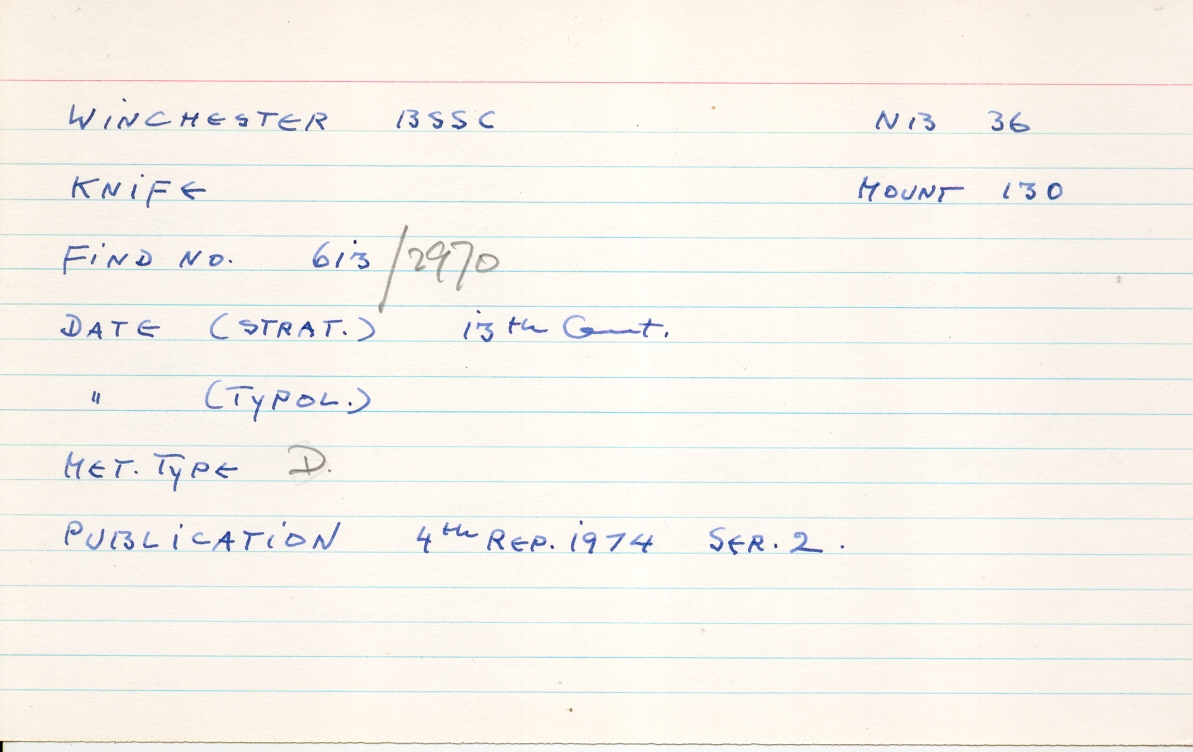 WINCHESTER BSSC NB 36
KNIFE MOUNT 130
FIND NO. 613/2970
DATE (STRAT.) 13th Cent.
" (TYPOL.)
MET. TYPE D.
PUBLICATION 4th REP. 1974 SER. 2.